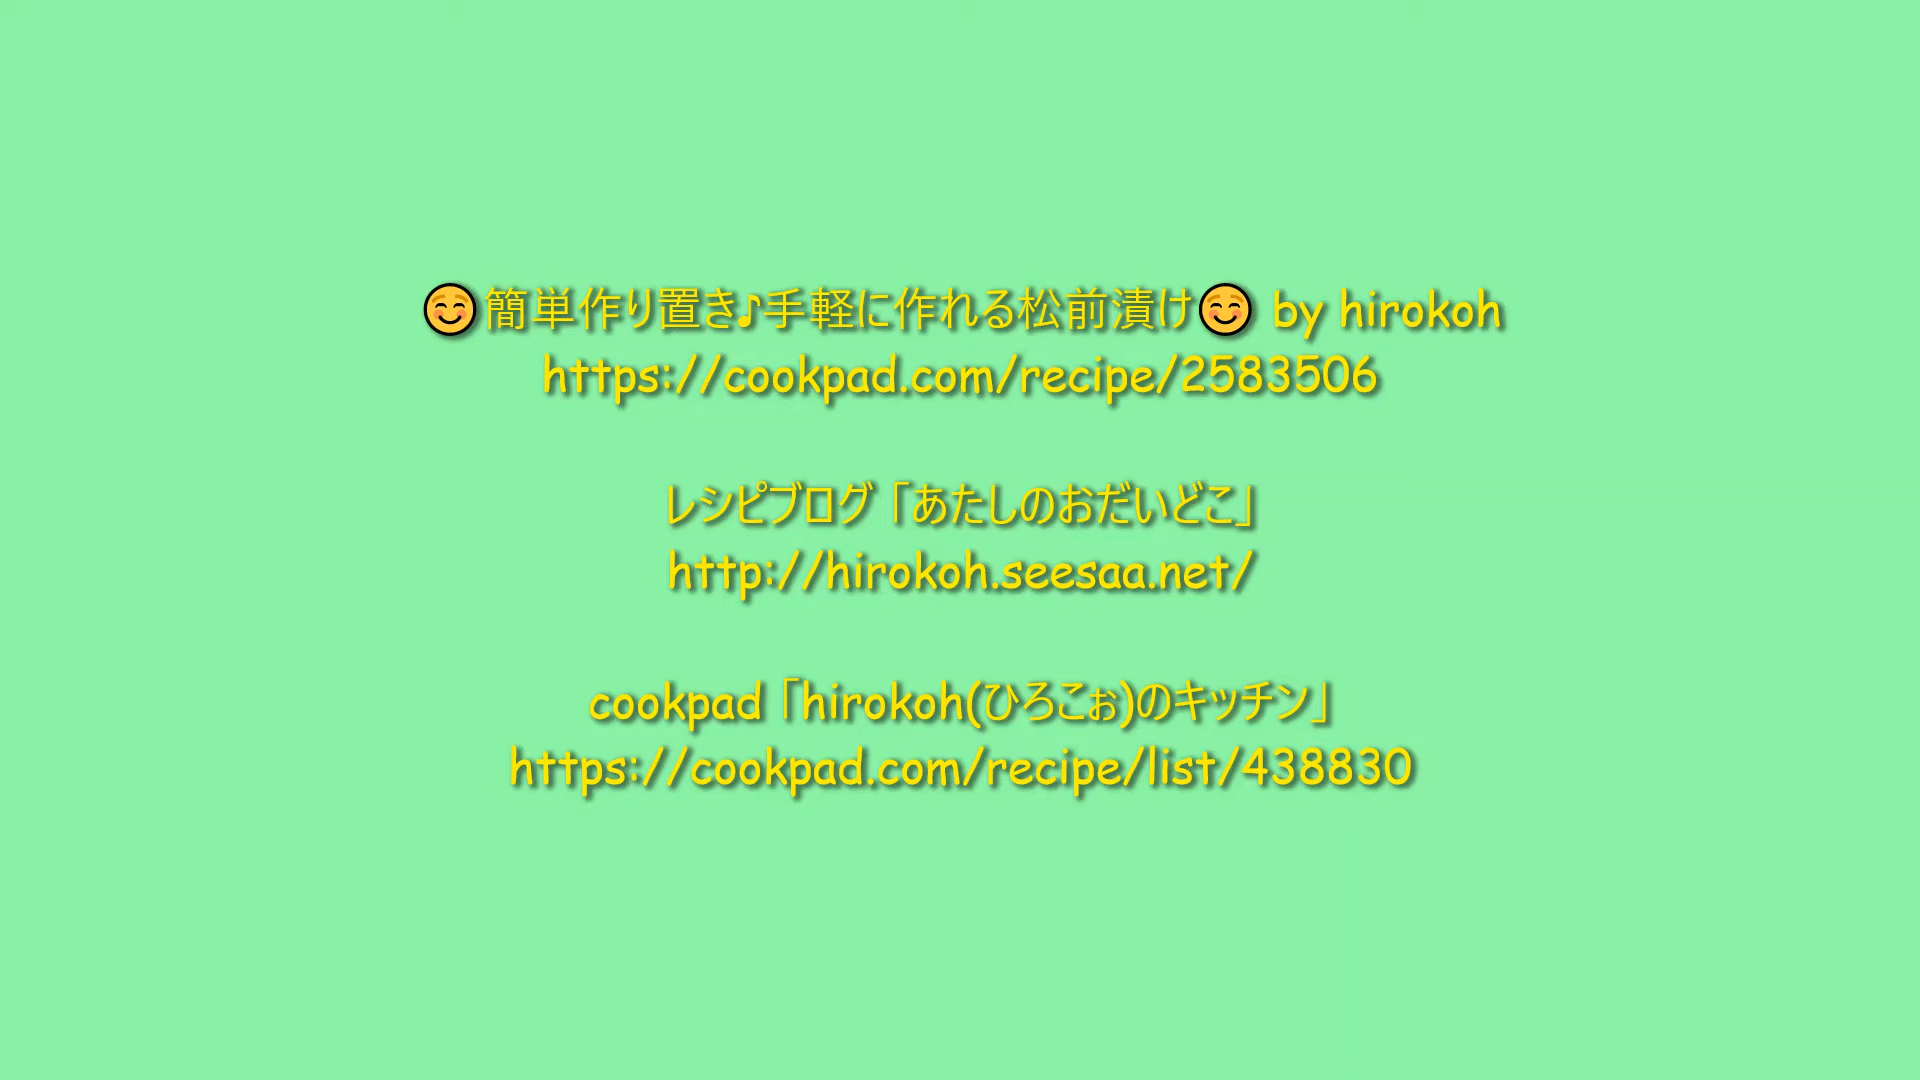 😊簡単作り置き♪手軽に作れる松前漬け😊 by hirokoh
https://cookpad.com/recipe/2583506
レシピブログ「あたしのおだいどこ」
http://hirokoh.seesaa.net/
cookpad「hirokoh(ひろこぉ)のキッチン」
https://cookpad.com/recipe/list/438830